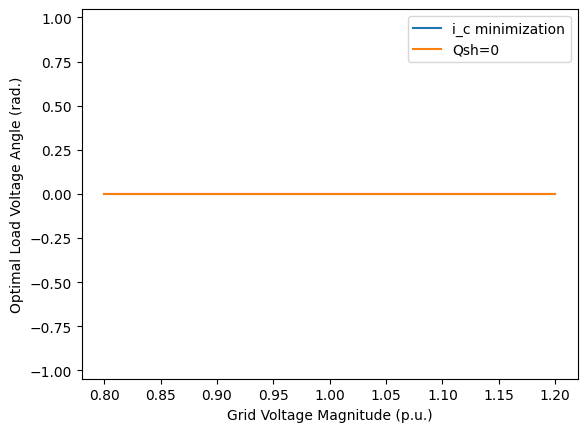 i_c minimization
Qsh=0
Optimal Load Voltage Angle (rad.)
1.00
0.75
0.50
0.25
0.00
−0.25
−0.50
−0.75
−1.00
0.80 0.85 0.90 0.95 1.00 1.05 1.10 1.15 1.20
Grid Voltage Magnitude (p.u.)